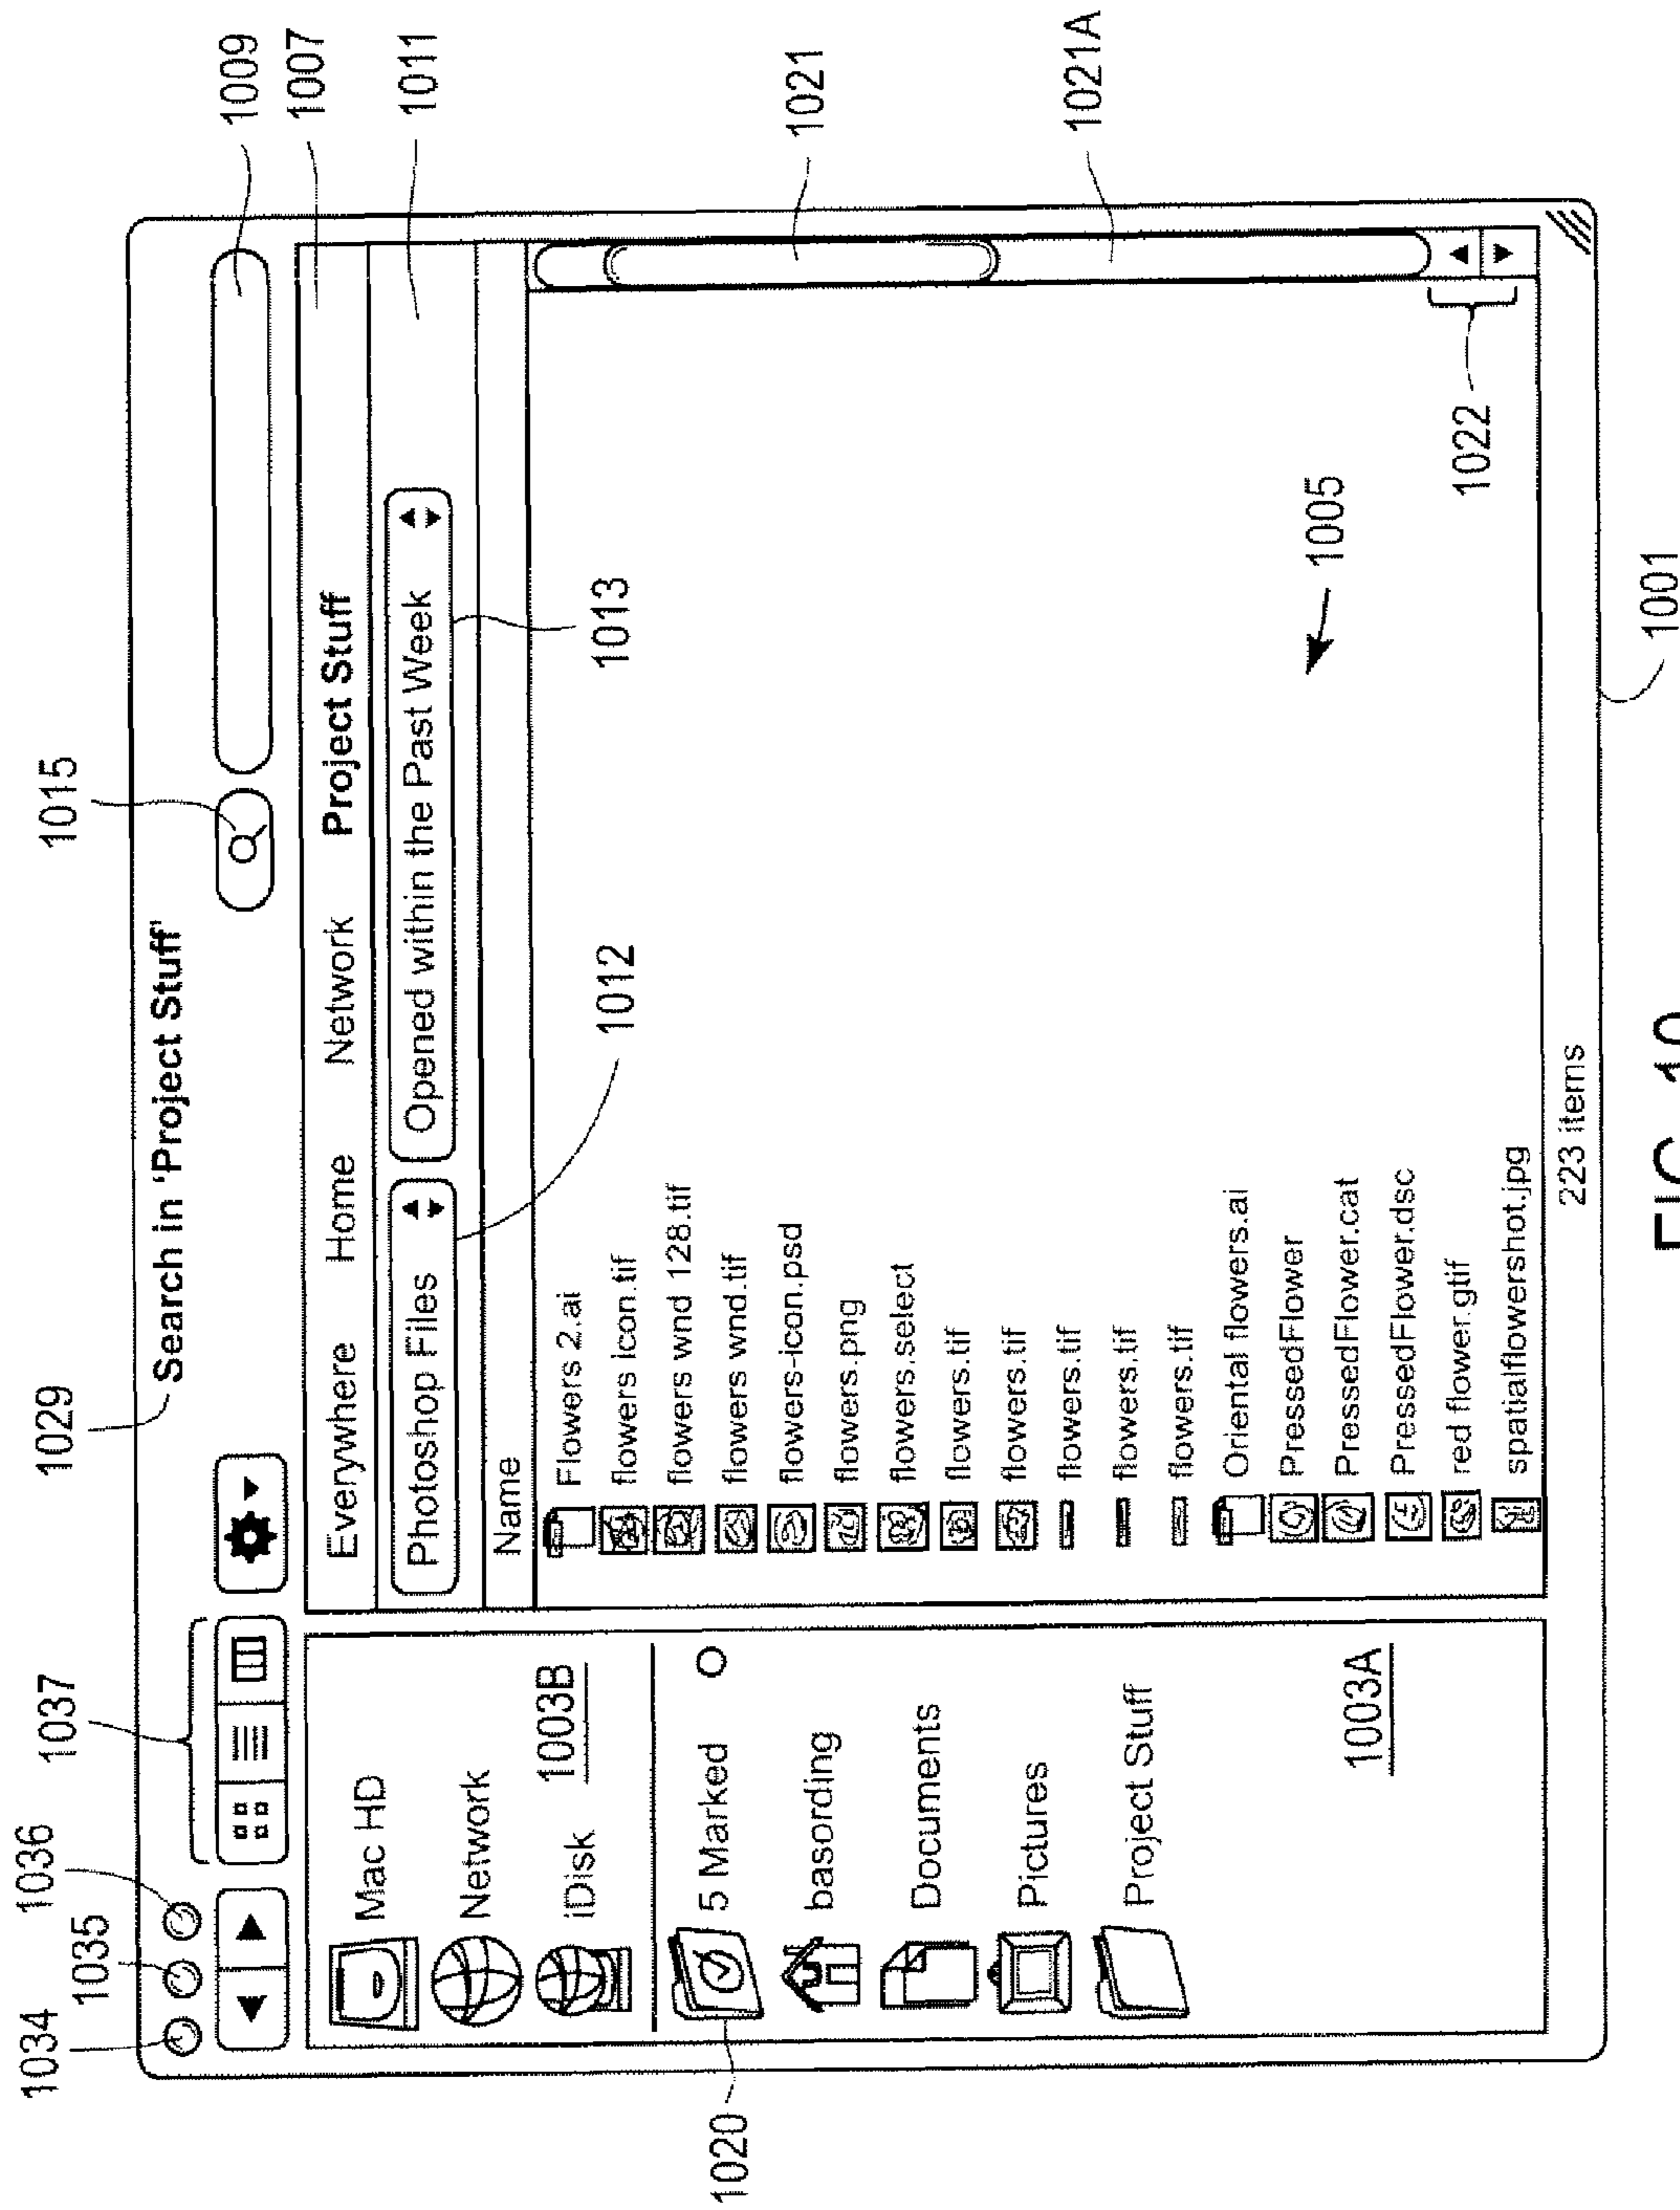 1034
1035
1036
1037
1029
1015
1009
1007
1011
Search in 'Project Stuff'
Everywhere Home Network Project Stuff
Photoshop Files Opened within the Past Week
Name
Mac HD
Network
iDisk
1003B
5 Marked
basording
Documents
Pictures
Project Stuff
1003A
1020
Flowers 2.ai
flowers icon.tif
flowers wnd 128.tif
flowers wnd.tif
flowers-icon.psd
flowers.png
flowers.select
flowers.tif
flowers.tif
flowers.tif
flowers.tif
flowers.tif
Oriental flowers.ai
PressedFlower
PressedFlower.cat
PressedFlower.dsc
red flower.gtif
spatialflowershot.jpg
1012
1013
1005
1021
1021A
1022
223 items
1001
FIG. 10